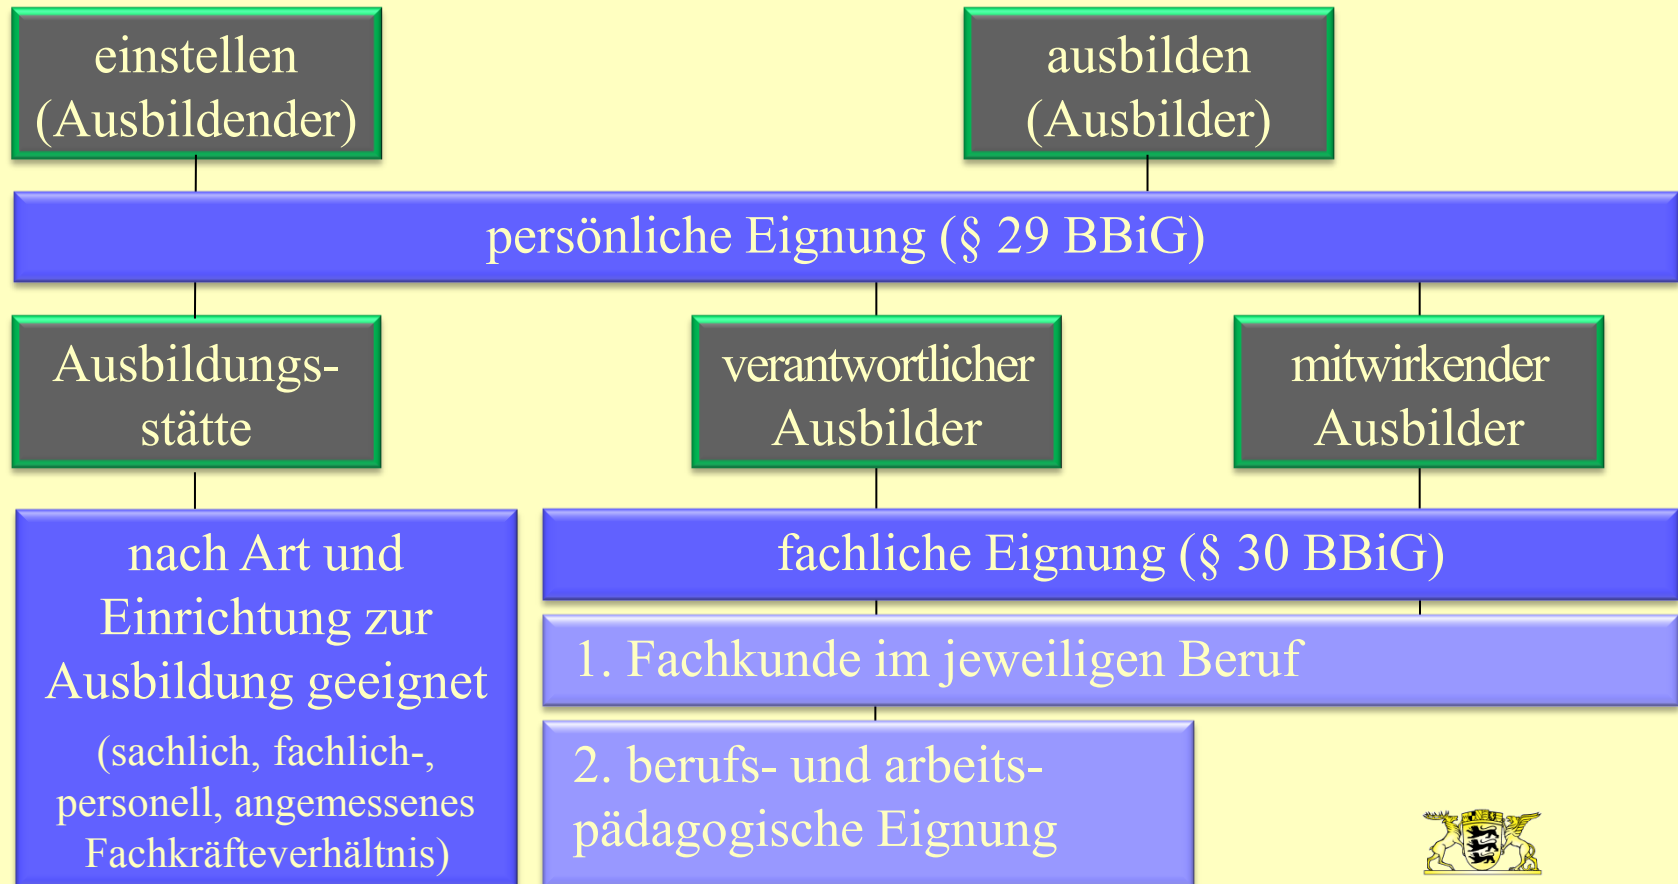 einstellen
(Ausbildender)
ausbilden
(Ausbilder)
persönliche Eignung (§ 29 BBiG)
Ausbildungs-
stätte
verantwortlicher
Ausbilder
mitwirkender
Ausbilder
nach Art und
Einrichtung zur
Ausbildung geeignet
(sachlich, fachlich-,
personell, angemessenes
Fachkräfteverhältnis)
fachliche Eignung (§ 30 BBiG)
1. Fachkunde im jeweiligen Beruf
2. berufs- und arbeits-
pädagogische Eignung